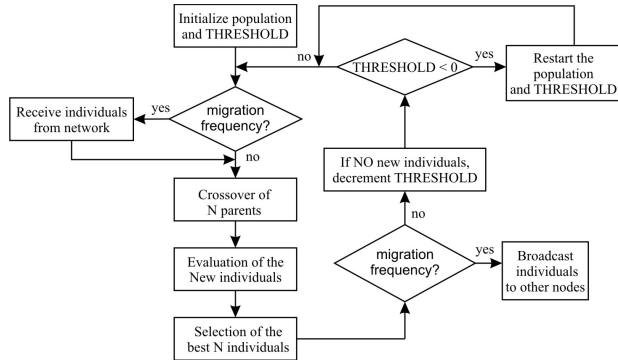 Initialize population
and THRESHOLD
no
THRESHOLD < 0
yes
Restart the
population
and THRESHOLD
Receive individuals
from network
yes
migration
frequency?
no
If NO new individuals,
decrement THRESHOLD
Crossover of
N parents
no
Evaluation of the
New individuals
migration
frequency?
yes
Broadcast
individuals
to other nodes
Selection of the
best N individuals